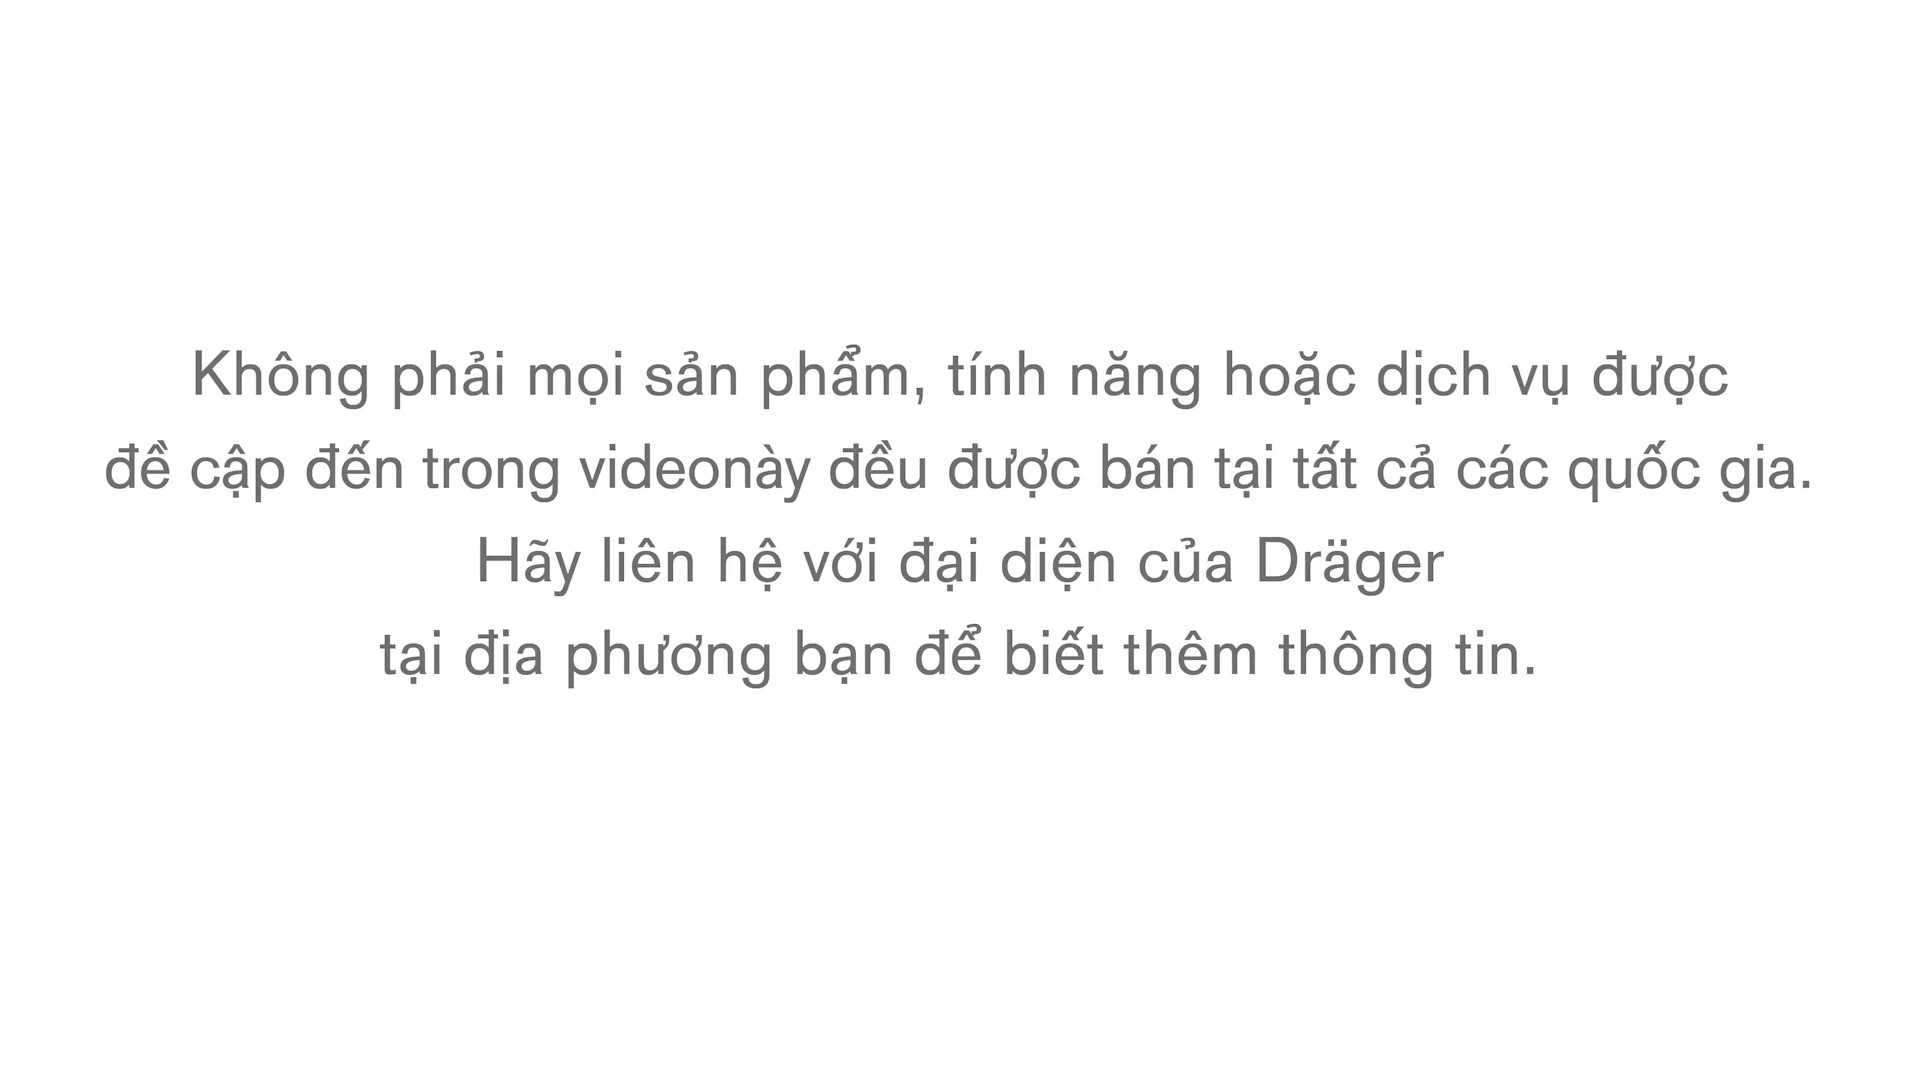 Không phải mọi sản phẩm, tính năng hoặc dịch vụ được
đề cập đến trong videonày đều được bán tại tất cả các quốc gia.
Hãy liên hệ với đại diện của Dräger
tại địa phương bạn để biết thêm thông tin.